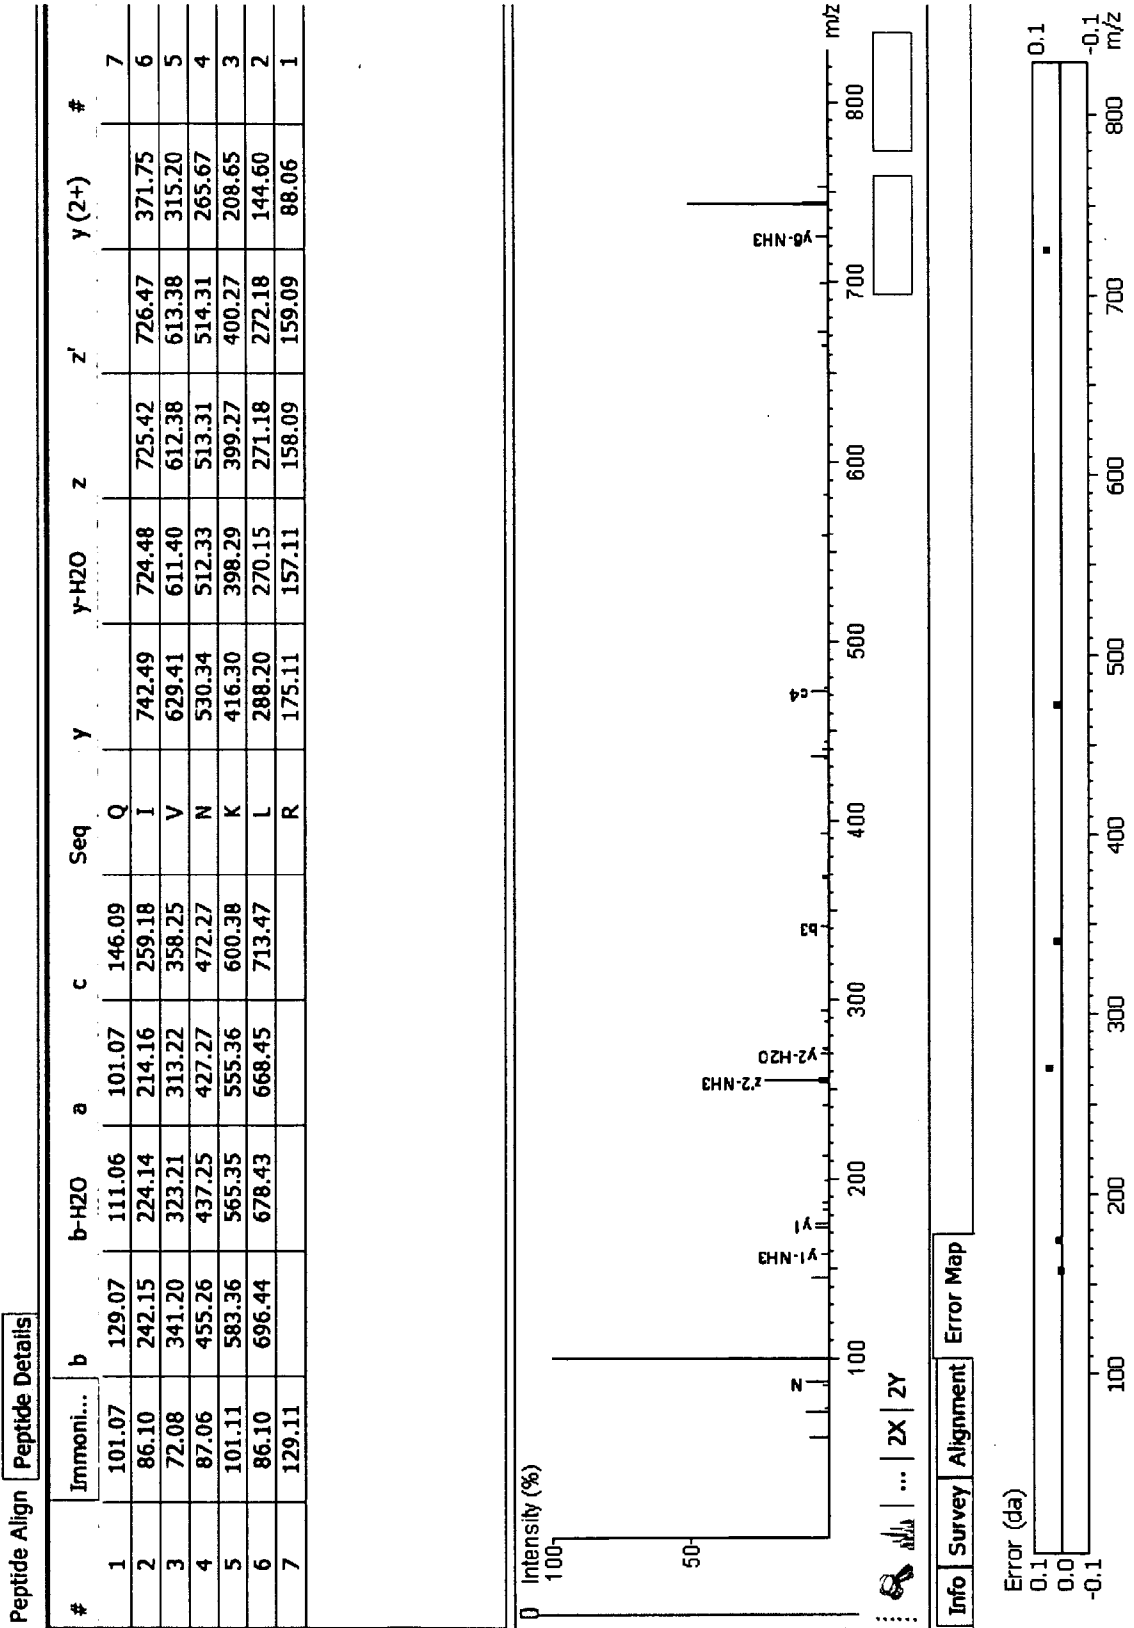 Peptide Align Peptide Details
# Immoni... b b-H2O a c Seq y y-H2O z z' y (2+) #
1 101.07 129.07 111.06 101.07 146.09 Q 7
2 86.10 242.15 224.14 214.16 259.18 I 742.49 724.48 725.42 726.47 371.75 6
3 72.08 341.20 323.21 313.22 358.25 V 629.41 611.40 612.38 613.38 315.20 5
4 87.06 455.26 437.25 427.27 472.27 N 530.34 512.33 513.31 514.31 265.67 4
5 101.11 583.36 565.35 555.36 600.38 K 416.30 398.29 399.27 400.27 208.65 3
6 86.10 696.44 678.43 668.45 713.47 L 288.20 270.15 271.18 272.18 144.60 2
7 129.11 R 175.11 157.11 158.09 159.09 88.06 1
Intensity (%)
100
50
N y1-NH3 y1 z'2-NH3 y2-H2O b3 c4 y6-NH3
100 200 300 400 500 600 700 800 m/z
... 2X 2Y
Info Survey Alignment Error Map
Error (da)
0.1 0.1
0.0
-0.1 -0.1
100 200 300 400 500 600 700 800 m/z